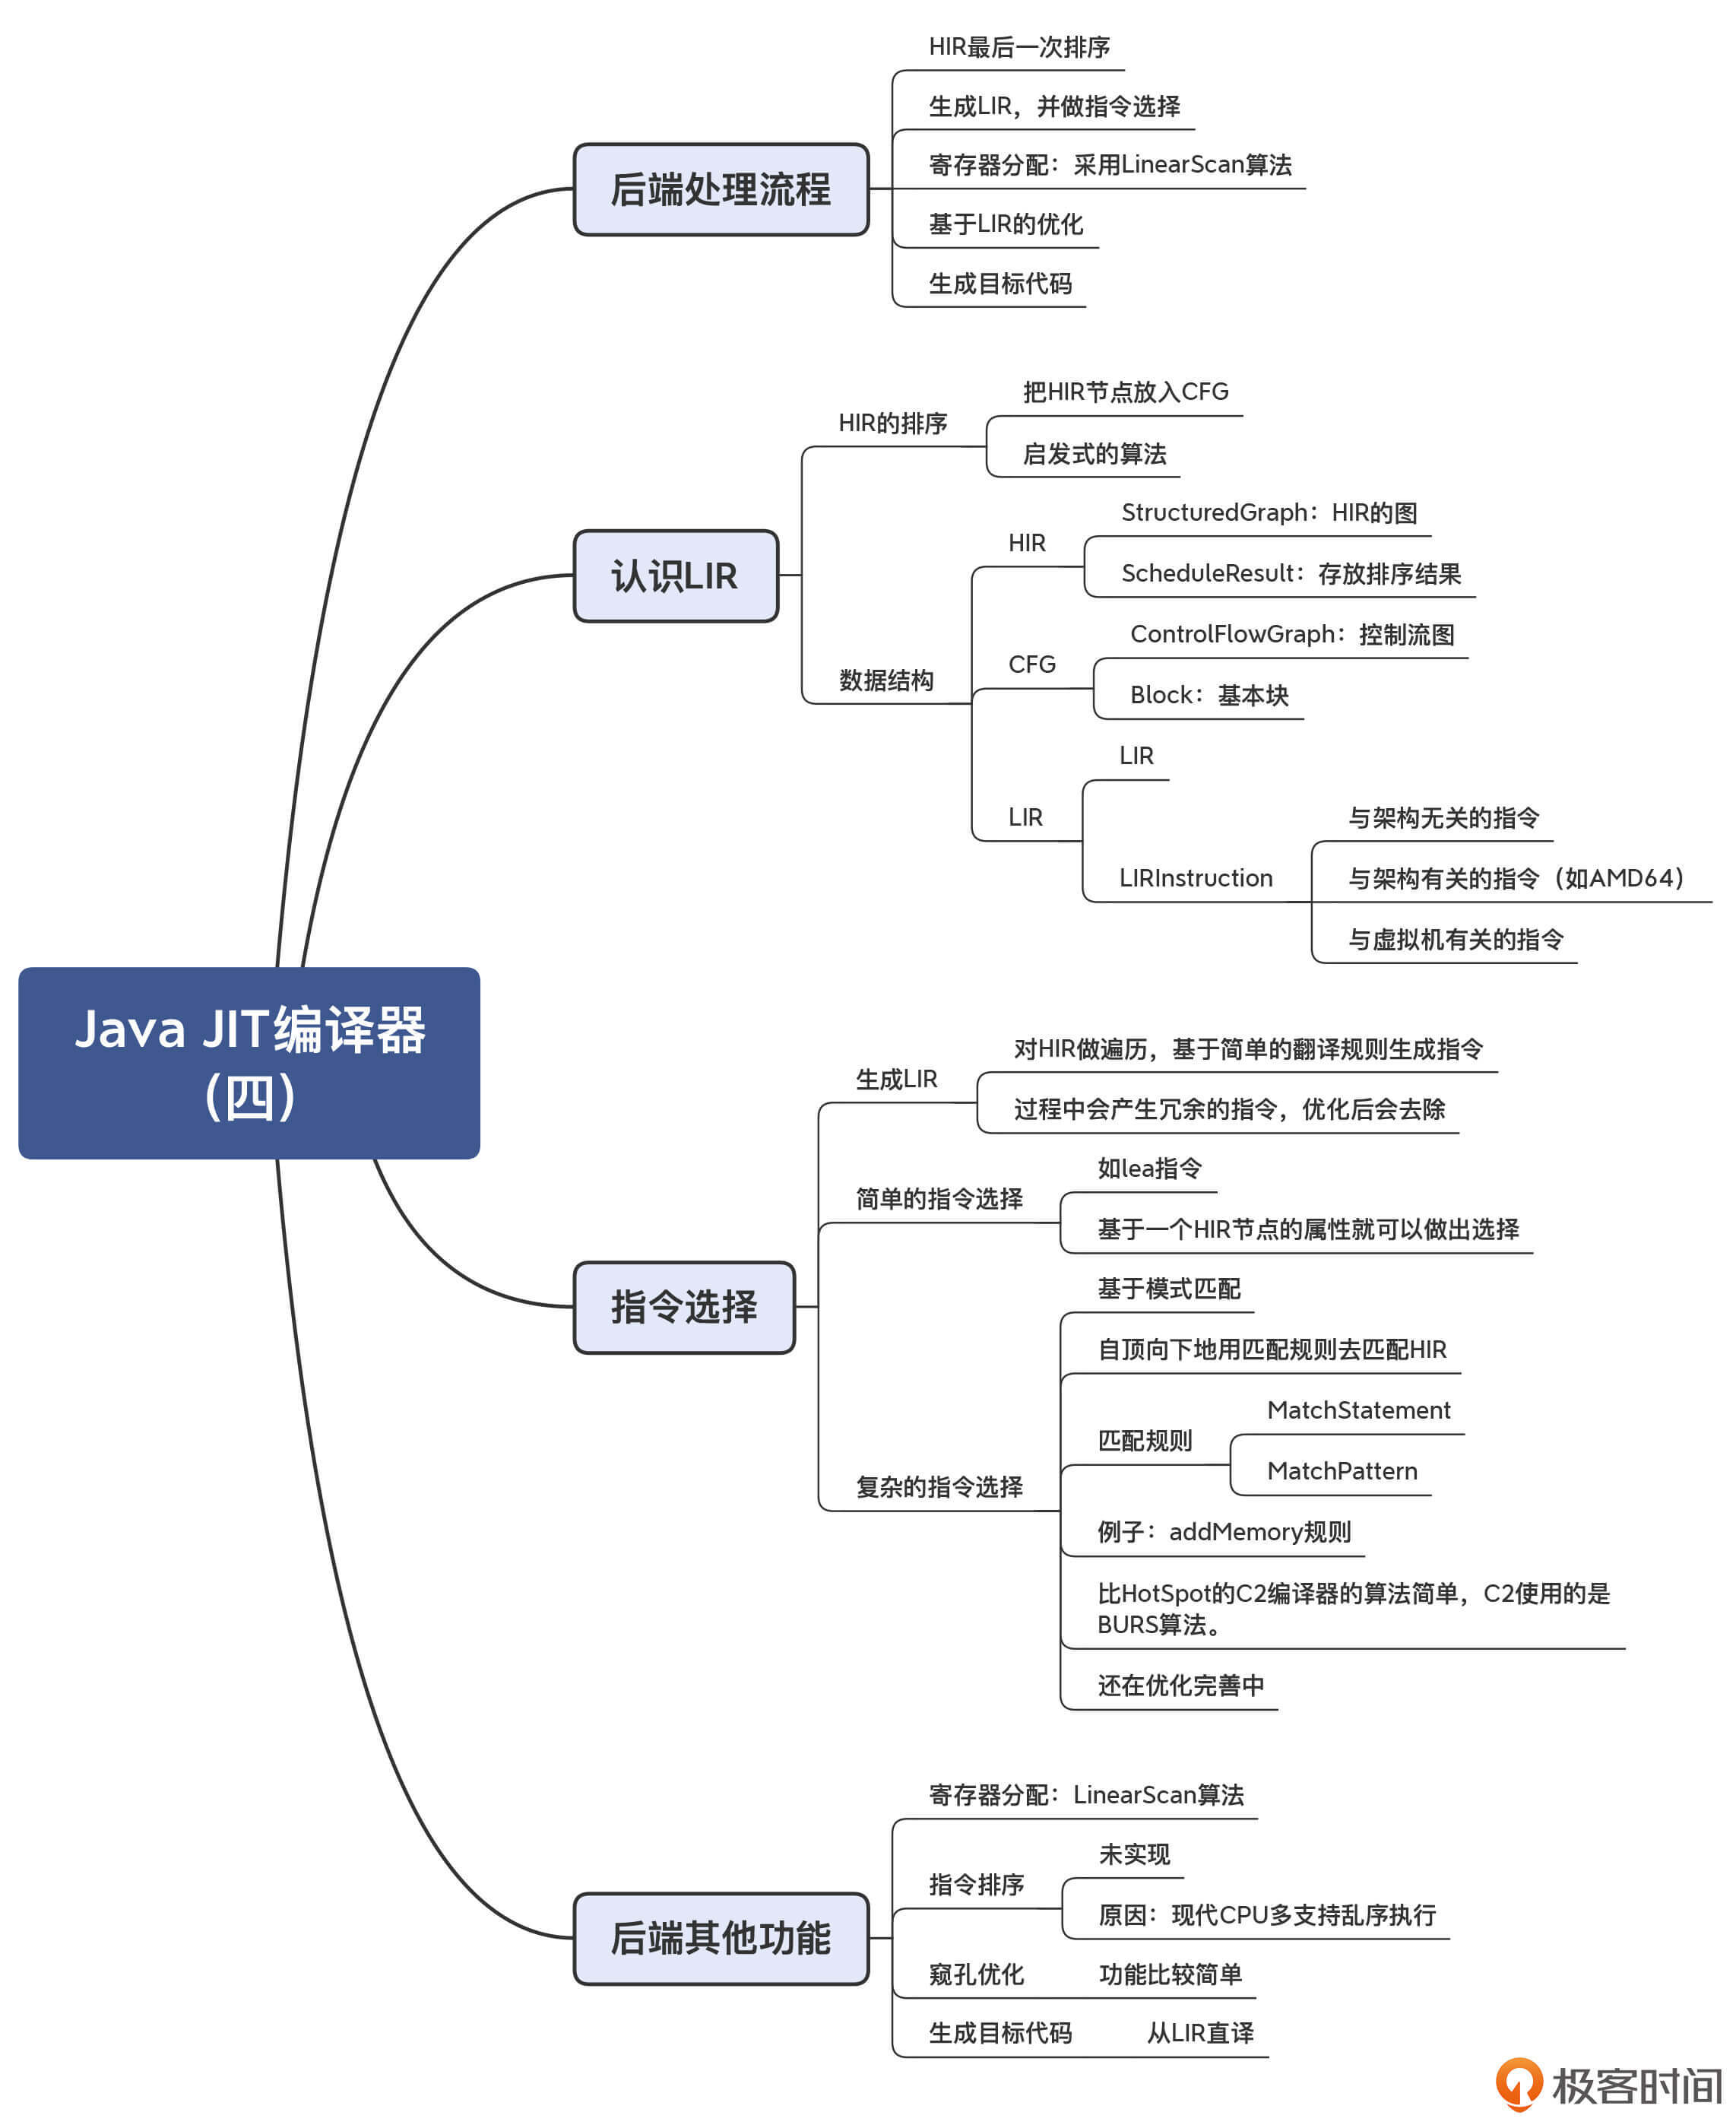 HIR最后一次排序
生成LIR，并做指令选择
后端处理流程
寄存器分配：采用LinearScan算法
基于LIR的优化
生成目标代码
把HIR节点放入CFG
HIR的排序
启发式的算法
StructuredGraph：HIR的图
HIR
ScheduleResult：存放排序结果
认识LIR
ControlFlowGraph：控制流图
CFG
Block：基本块
数据结构
LIR
LIR
与架构无关的指令
LIRInstruction
与架构有关的指令（如AMD64）
与虚拟机有关的指令
Java JIT编译器
(四)
对HIR做遍历，基于简单的翻译规则生成指令
生成LIR
过程中会产生冗余的指令，优化后会去除
如lea指令
简单的指令选择
基于一个HIR节点的属性就可以做出选择
指令选择
基于模式匹配
自顶向下地用匹配规则去匹配HIR
MatchStatement
匹配规则
MatchPattern
复杂的指令选择
例子：addMemory规则
比HotSpot的C2编译器的算法简单，C2使用的是
BURS算法。
还在优化完善中
寄存器分配：LinearScan算法
未实现
指令排序
原因：现代CPU多支持乱序执行
后端其他功能
窥孔优化 功能比较简单
生成目标代码 从LIR直译
极客时间